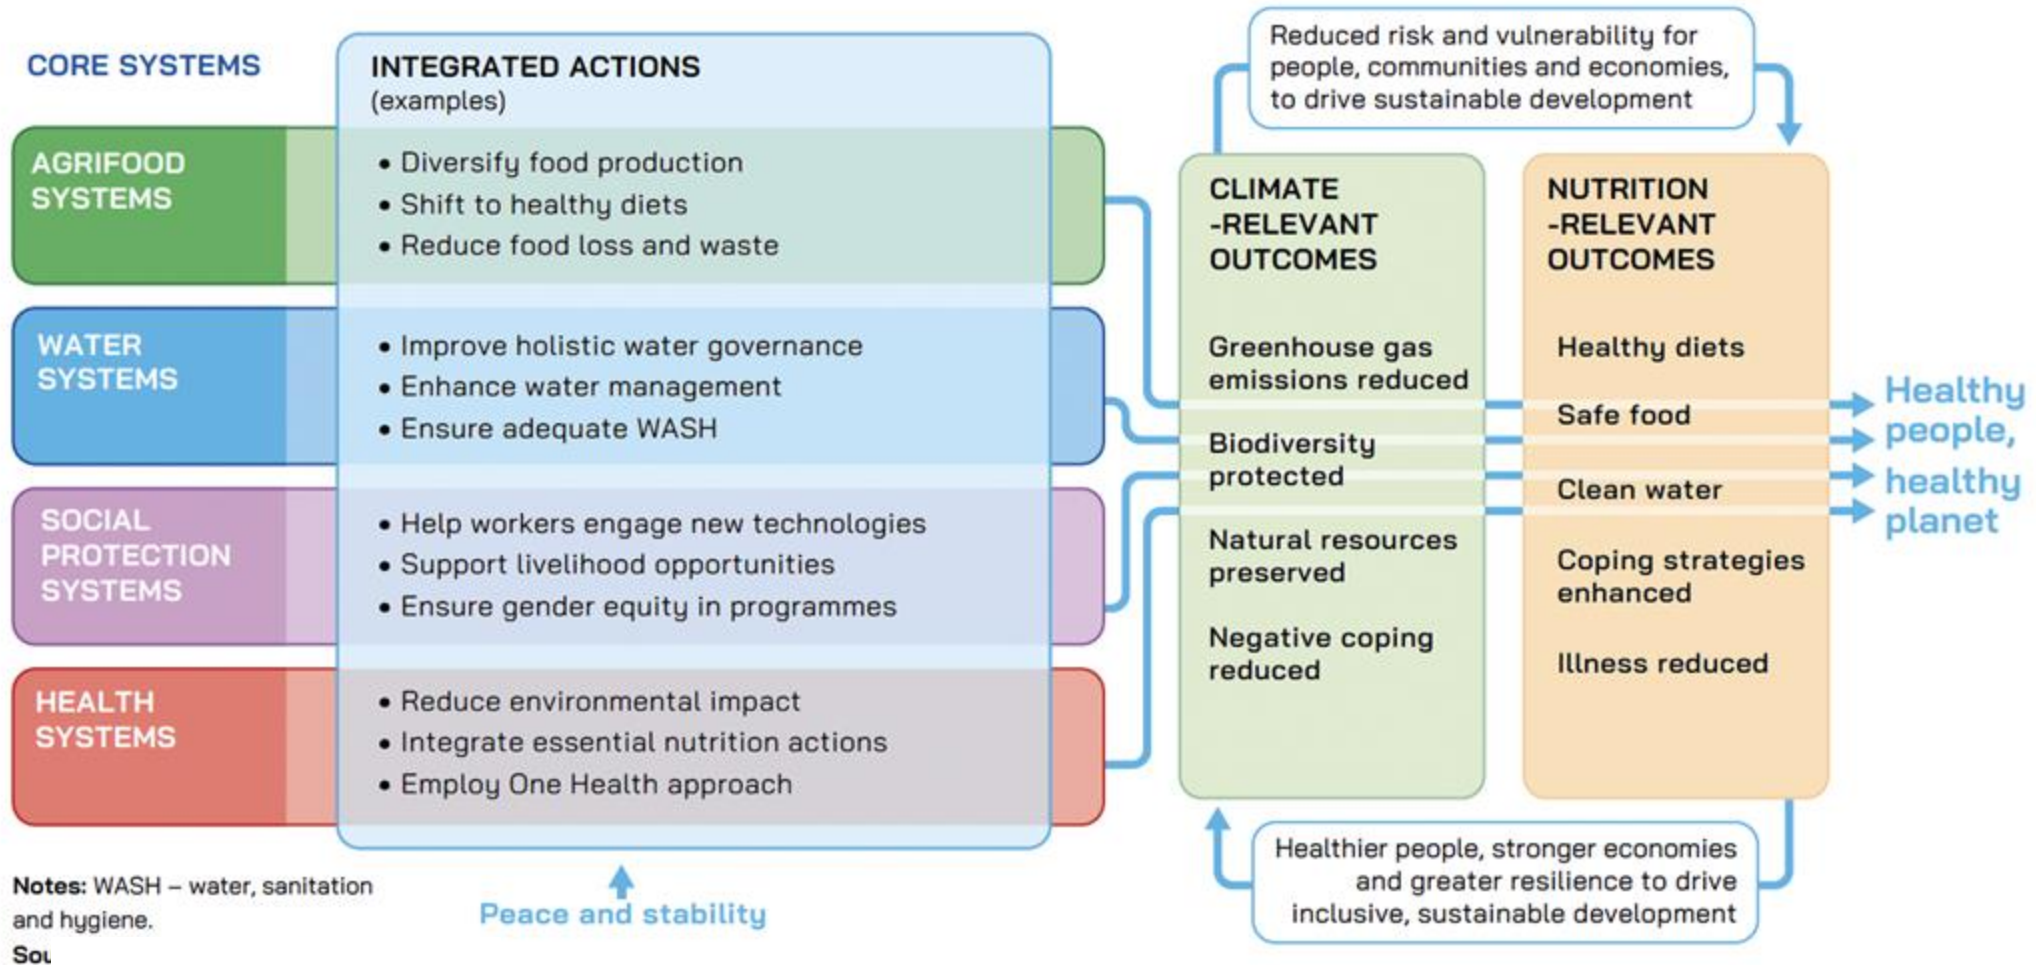 CORE SYSTEMS
INTEGRATED ACTIONS
(examples)
AGRIFOOD
SYSTEMS
• Diversify food production
• Shift to healthy diets
• Reduce food loss and waste
WATER
SYSTEMS
• Improve holistic water governance
• Enhance water management
• Ensure adequate WASH
SOCIAL
PROTECTION
SYSTEMS
• Help workers engage new technologies
• Support livelihood opportunities
• Ensure gender equity in programmes
HEALTH
SYSTEMS
• Reduce environmental impact
• Integrate essential nutrition actions
• Employ One Health approach
Peace and stability
Reduced risk and vulnerability for
people, communities and economies,
to drive sustainable development
CLIMATE
-RELEVANT
OUTCOMES
Greenhouse gas
emissions reduced
Biodiversity
protected
Natural resources
preserved
Negative coping
reduced
NUTRITION
-RELEVANT
OUTCOMES
Healthy diets
Safe food
Clean water
Coping strategies
enhanced
Illness reduced
Healthy
people,
healthy
planet
Healthier people, stronger economies
and greater resilience to drive
inclusive, sustainable development
Notes: WASH – water, sanitation
and hygiene.